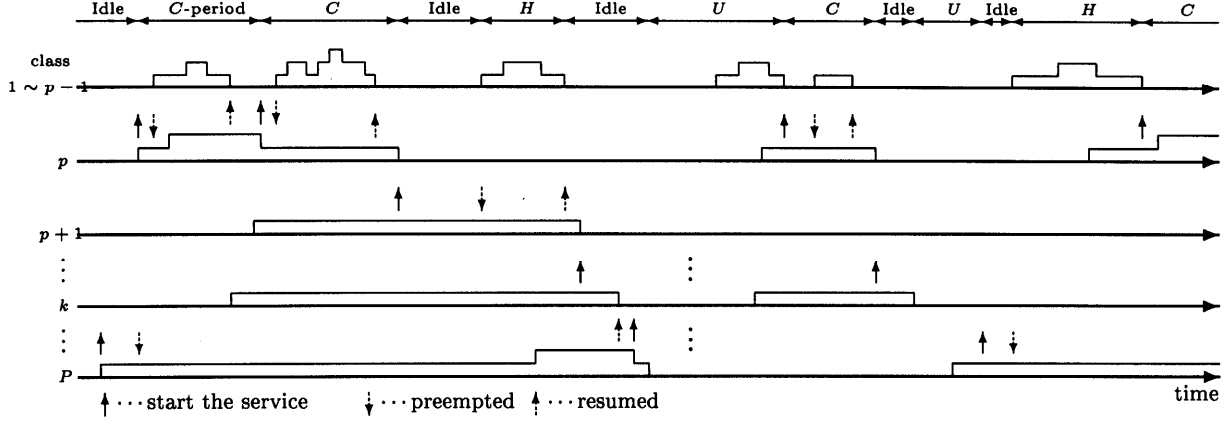 Idle C-period C Idle H Idle U C Idle U Idle H C
class
1 ∼ p − 1
p
p + 1
⋮
k
⋮
P
time
⋯ start the service ⋯ preempted ⋯ resumed